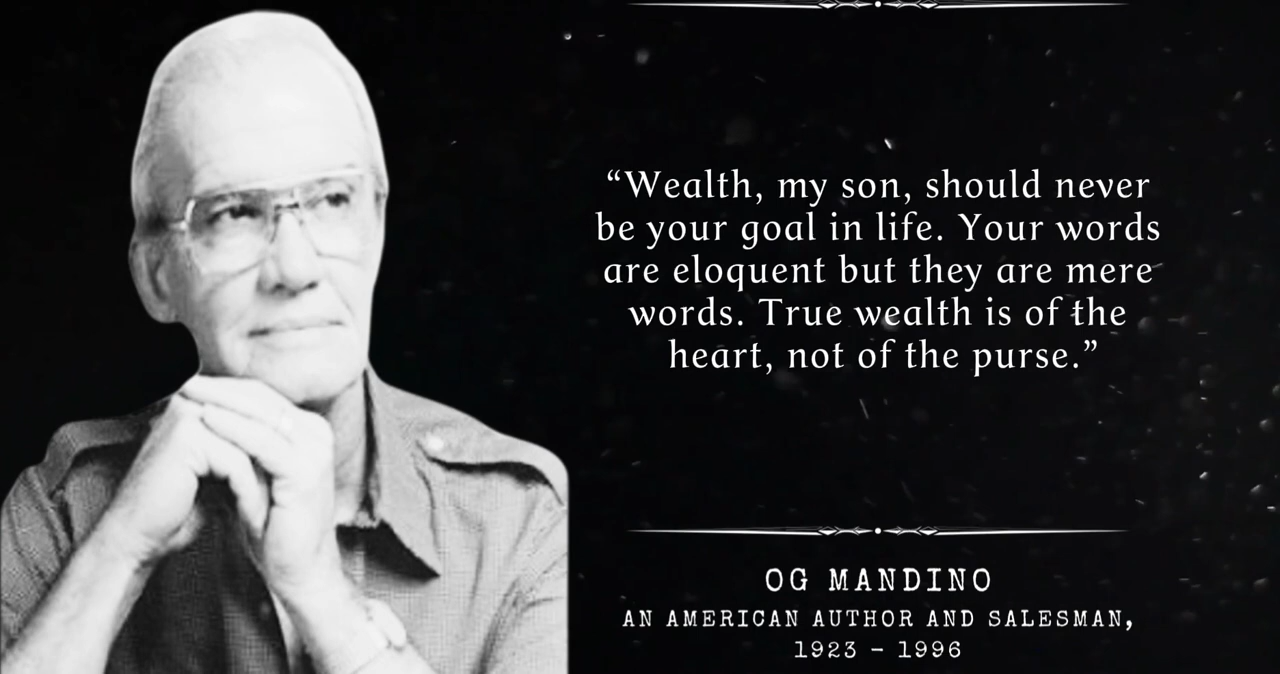 “Wealth, my son, should never
be your goal in life. Your words
are eloquent but they are mere
words. True wealth is of the
heart, not of the purse.”
OG MANDINO
AN AMERICAN AUTHOR AND SALESMAN,
1923 – 1996